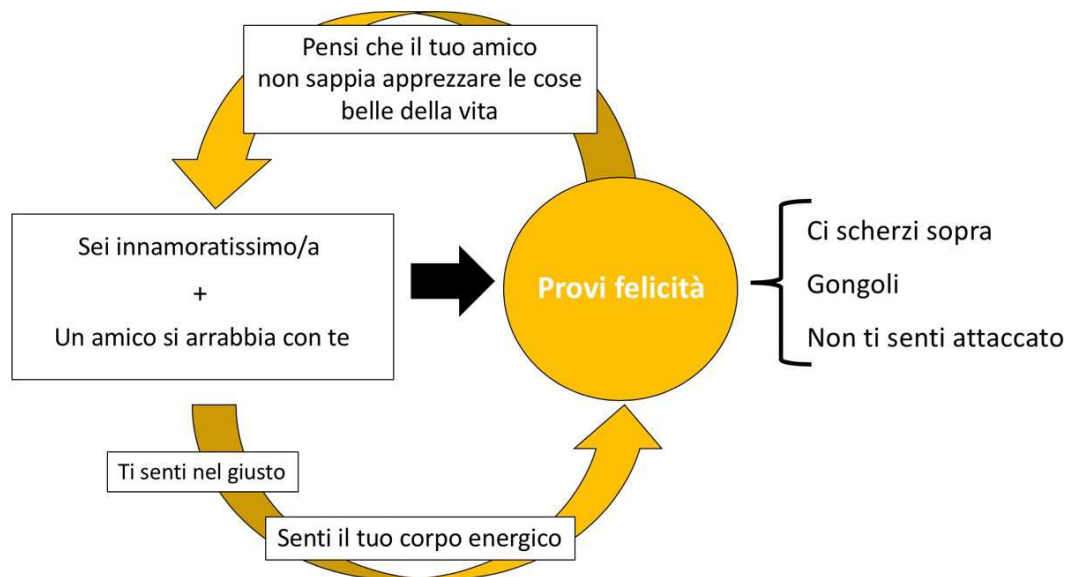 Pensi che il tuo amico
non sappia apprezzare le cose
belle della vita
Sei innamoratissimo/a
+
Un amico si arrabbia con te
Provi felicità
Ci scherzi sopra
Gongoli
Non ti senti attaccato
Ti senti nel giusto
Senti il tuo corpo energico